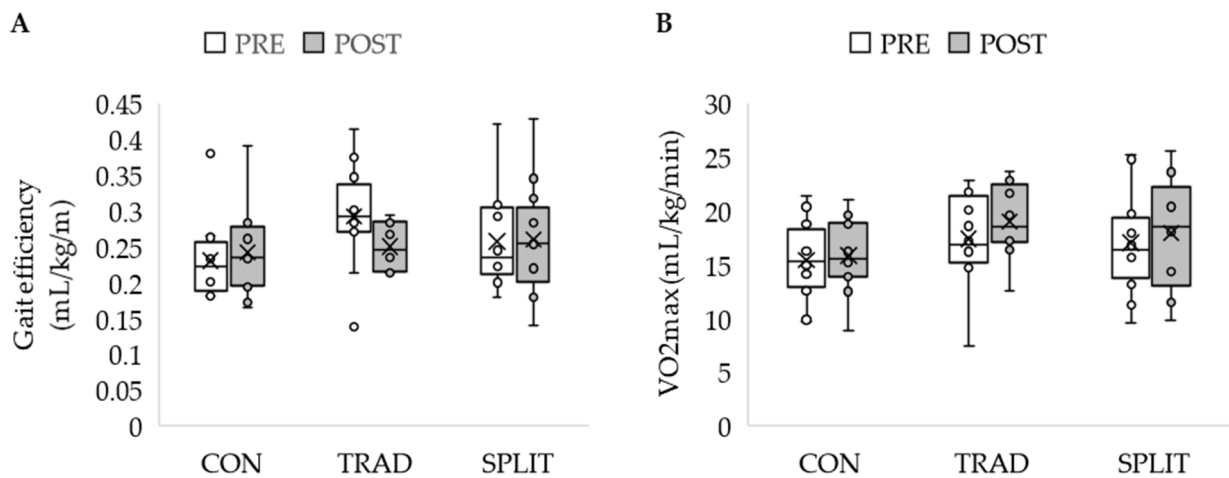 A
PRE POST
Gait efficiency
(mL/kg/m)
0.45
0.4
0.35
0.3
0.25
0.2
0.15
0.1
0.05
0
CON TRAD SPLIT
B
PRE POST
VO2max (mL/kg/min)
30
25
20
15
10
5
0
CON TRAD SPLIT